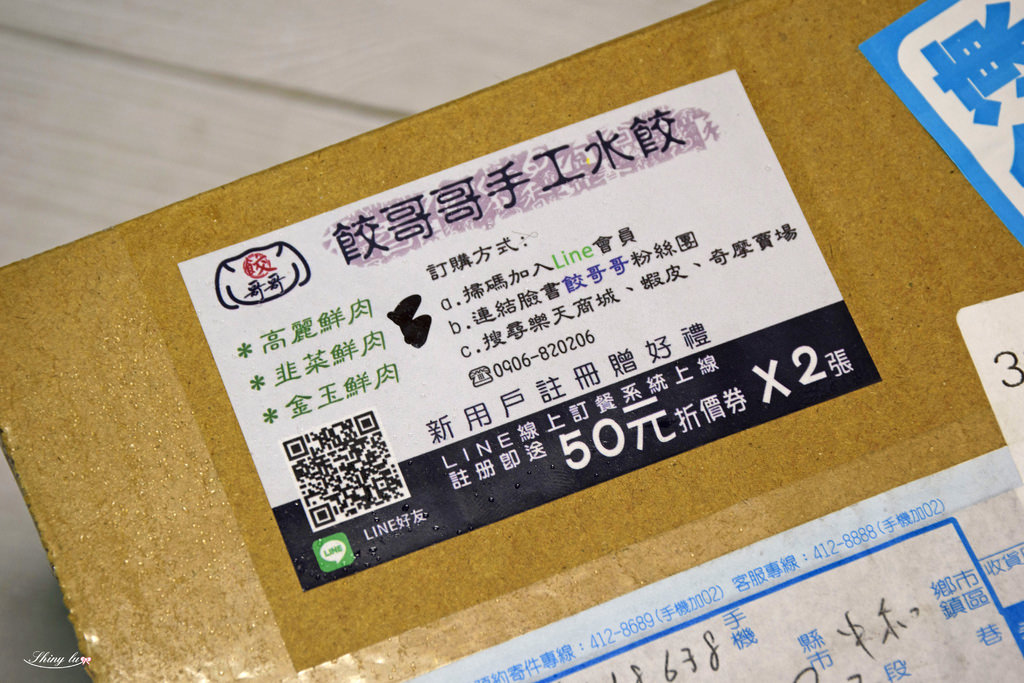 餃哥哥手工水餃
餃
哥哥
訂購方式:
a.掃碼加入Line會員
b.連結臉書餃哥哥粉絲團
c.搜尋樂天商城、蝦皮、奇摩賣場
☎0906-820206
* 高麗鮮肉
* 韭菜鮮肉
* 金玉鮮肉
新用戶註冊贈好禮
LINE線上訂餐系統上線
註册即送 50元折價券 X2張
LINE好友
LINE
預約寄件專線:412-8689(手機加02) 客服專線:412-8888(手機加02)
手機
8638
縣市
中和
鄉鎮
市區
段
巷
收貨
3
Shiny luv